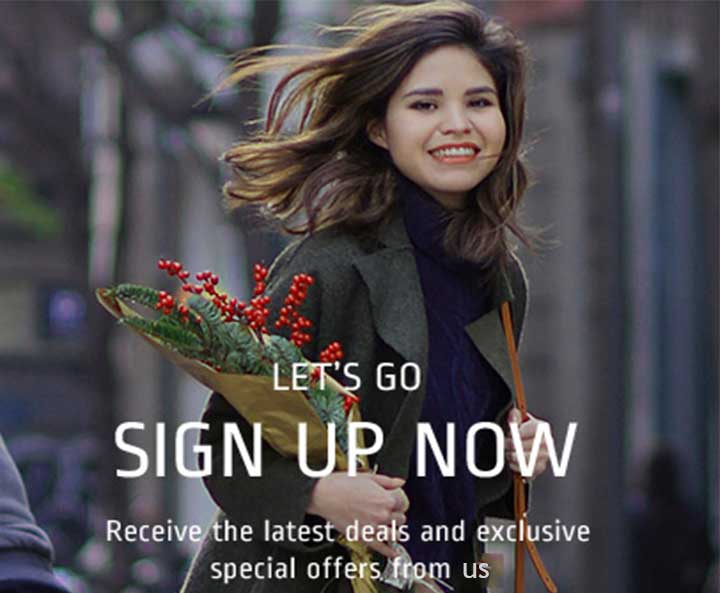 LET'S GO
SIGN UP NOW
Receive the latest deals and exclusive
special offers from us